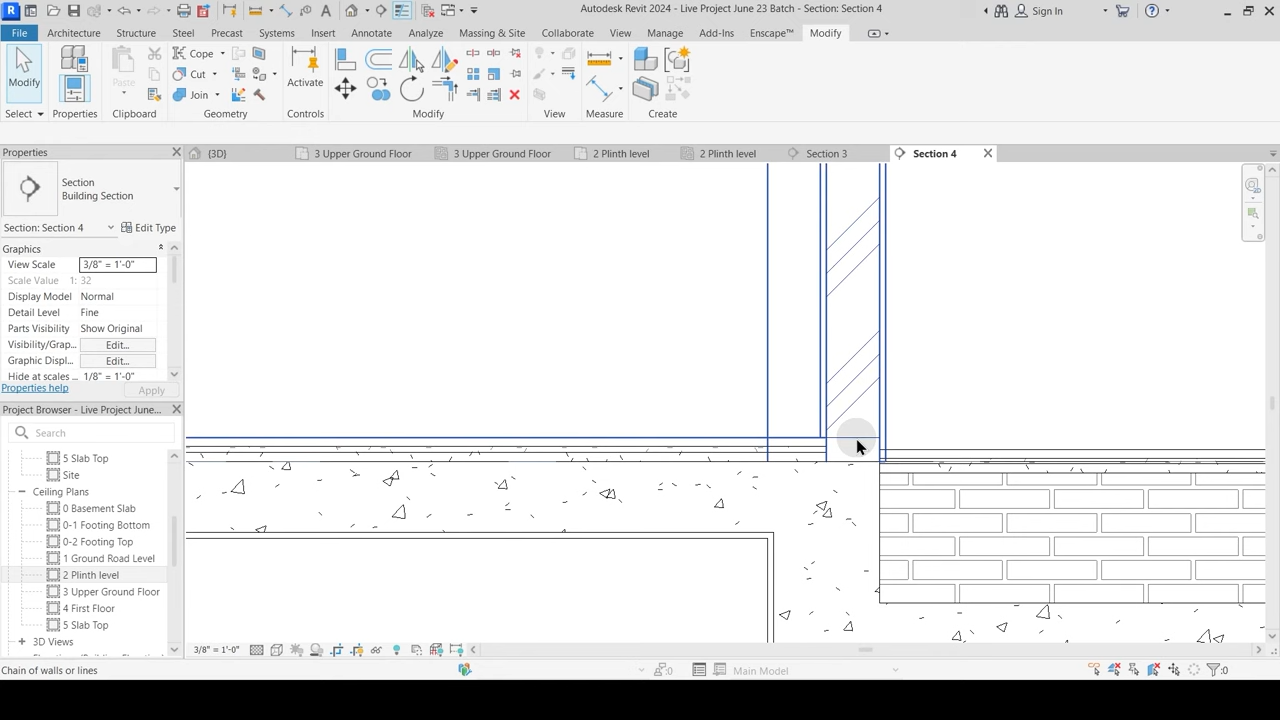 Autodesk Revit 2024 - Live Project June 23 Batch - Section: Section 4
Sign In
File Architecture Structure Steel Precast Systems Insert Annotate Analyze Massing & Site Collaborate View Manage Add-Ins Enscape™ Modify
Modify
Paste
Cope
Cut
Join
Activate
Select Properties Clipboard Geometry Controls Modify View Measure Create
Properties
{3D} 3 Upper Ground Floor 3 Upper Ground Floor 2 Plinth level 2 Plinth level Section 3 Section 4
Section
Building Section
Section: Section 4 Edit Type
Graphics
View Scale 3/8" = 1'-0"
Scale Value 1: 32
Display Model Normal
Detail Level Fine
Parts Visibility Show Original
Visibility/Grap... Edit...
Graphic Displ... Edit...
Hide at scales ... 1/8" = 1'-0"
Properties help Apply
Project Browser - Live Project June...
Search
5 Slab Top
Site
Ceiling Plans
0 Basement Slab
0-1 Footing Bottom
0-2 Footing Top
1 Ground Road Level
2 Plinth level
3 Upper Ground Floor
4 First Floor
5 Slab Top
3D Views
3/8" = 1'-0"
Chain of walls or lines :0 Main Model :0